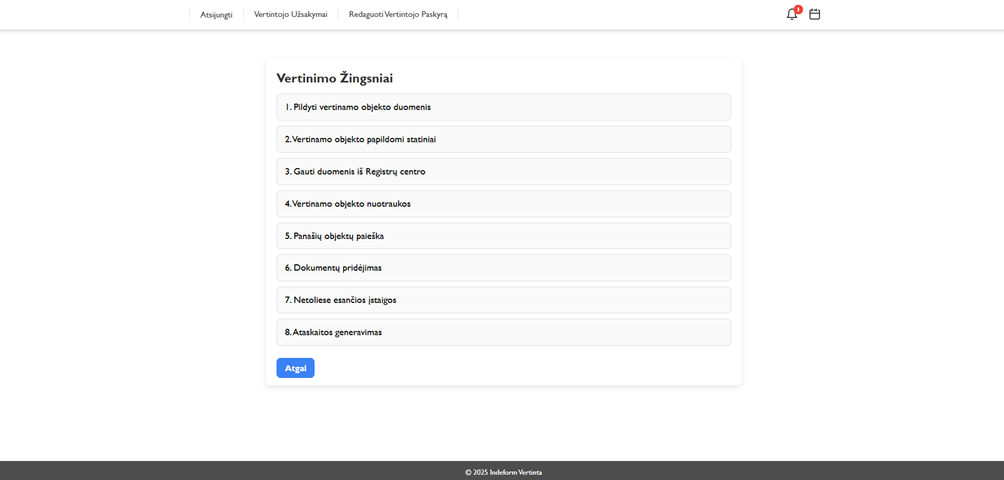 Atsijungti Vertintojo Užsakymai Redaguoti Vertintojo Paskyrą 1
Vertinimo Žingsniai
1. Pildyti vertinamo objekto duomenis
2. Vertinamo objekto papildomi statiniai
3. Gauti duomenis iš Registrų centro
4. Vertinamo objekto nuotraukos
5. Panašių objektų paieška
6. Dokumentų pridėjimas
7. Netoliese esančios įstaigos
8. Ataskaitos generavimas
Atgal
© 2025 Indeform Vertinta